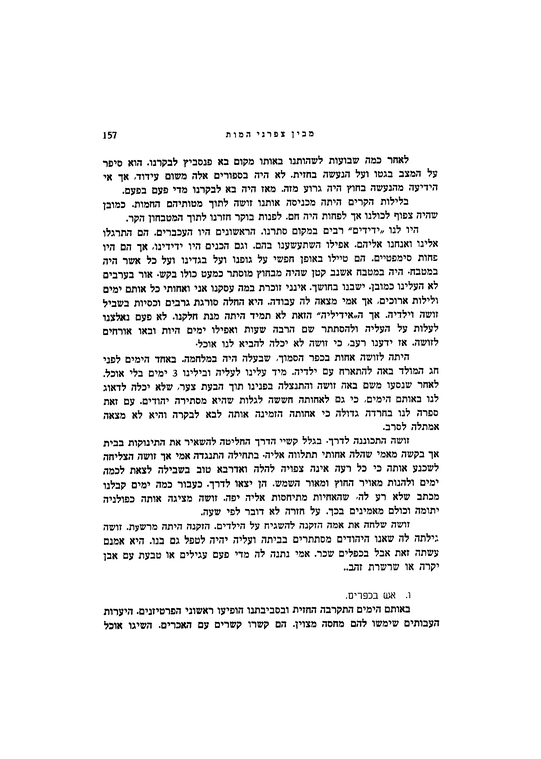 מבין צפרני המות 157
לאחר כמה שבועות לשהותנו באותו מקום בא פנסביץ לבקרנו. הוא סיפר
על המצב בגטו ועל הנעשה בחזית. לא היה בספורים אלה משום עידוד, אך אי
הידיעה מהנעשה בחוץ היה גרוע מזה. מאז היה בא לבקרנו מדי פעם בפעם.
בלילות הקרים היתה מכניסה אותנו זושה לתוך מטותיהם החמות. כמובן
שהיה צפוף לכולנו אך לפחות היה חם. לפנות בוקר חזרנו לתוך המטבחון הקר.
היו לנו „ידידים" רבים במקום סתרנו. הראשונים היו העכברים. הם התרגלו
אלינו ואנחנו אליהם. אפילו השתעשענו בהם. וגם הכנים היו ידידינו, אך הם היו
פחות סימפטיים. הם טיילו באופן חפשי על גופנו ועל בגדינו ועל כל אשר היה
במטבח. היה במטבח אשנב קטן שהיה מבחוץ מוסתר כמעט כולו בקש. אור בערבים
לא העלינו כמובן. ישבנו בחושך. אינני זוכרת במה עסקנו אני ואחותי כל אותם ימים
ולילות ארוכים, אך אמי מצאה לה עבודה. היא החלה סורגת גרבים וכסיות בשביל
זושה וילדיה. אך ה„אידיליה" הזאת לא תמיד היתה מנת חלקנו. לא פעם נאלצנו
לעלות על העליה ולהסתתר שם הרבה שעות ואפילו ימים היות ובאו אורחים
לזושה. אז ידענו רעב, כי זושה לא יכלה להביא לנו אוכל.
היתה לזושה אחות בכפר הסמוך, שבעלה היה במלחמה. באחד הימים לפני
חג המולד באה להתארח עם ילדיה. מיד עלינו לעליה ובילינו 3 ימים בלי אוכל.
לאחר שנסעו משם באה זושה והתנצלה בפנינו תוך הבעת צער, שלא יכלה לדאוג
לנו באותם הימים, כי גם לאחותה חששה לגלות שהיא מסתירה יהודים. עם זאת
ספרה לנו בחרדה גדולה כי אחותה הזמינה אותה לבא לבקרה והיא לא מצאה
אמתלה לסרב.
זושה התכוננה לדרך. בגלל קשיי הדרך החליטה להשאיר את התינוקות בבית
אך בקשה מאמי שהלה אחותי תתלווה אליה. בתחילה התנגדה אמי אך זושה הצליחה
לשכנע אותה כי כל רעה אינה צפויה להלה ואדרבא טוב בשבילה לצאת לכמה
ימים ולהנות מאויר החוץ ומאור השמש. הן יצאו לדרך. כעבור כמה ימים קבלנו
מכתב שלא רע לה, שהאחיות מתיחסות אליה יפה. זושה מציגה אותה כפולניה
יתומה וכולם מאמינים בכך. על חזרה לא דובר לפי שעה.
זושה שלחה את אמה הזקנה להשגיח על הילדים. הזקנה היתה מרשעת. זושה
גילתה לה שאנו היהודים מסתתרים בביתה ועליה יהיה לטפל גם בנו. היא אמנם
עשתה זאת אבל בכפלים שכר. אמי נתנה לה מדי פעם עגילים או טבעת עם אבן
יקרה או שרשרת זהב..
ו. אש בכפרים.
באותם הימים התקרבה החזית ובסביבתנו הופיעו ראשוני הפרטיזנים. היערות
העבותים שימשו להם מחסה מצוין. הם קשרו קשרים עם האכרים. השיגו אוכל